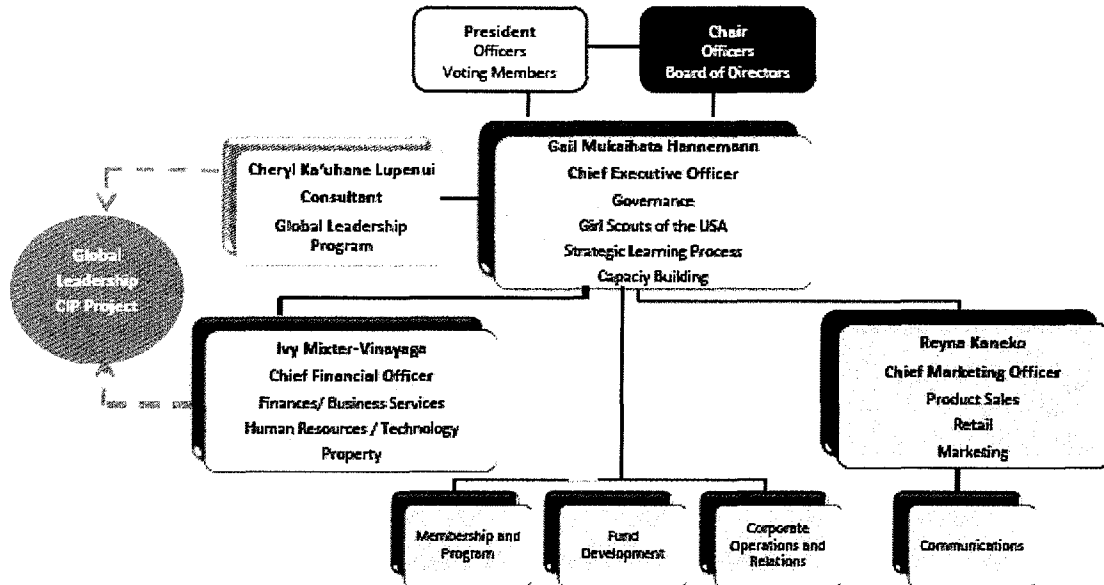 President
Officers
Voting Members
Chair
Officers
Board of Directors
Gail Mukaihata Hannemann
Chief Executive Officer
Governance
Girl Scouts of the USA
Strategic Learning Process
Capaciy Building
Cheryl Ka'uhane Lupenui
Consultant
Global Leadership
Program
Global
Leadership
CIP Project
Ivy Mixter-Vinayaga
Chief Financial Officer
Finances/ Business Services
Human Resources / Technology
Property
Reyna Kaneko
Chief Marketing Officer
Product Sales
Retail
Marketing
Membership and
Program
Fund
Development
Corporate
Operations and
Relations
Communications